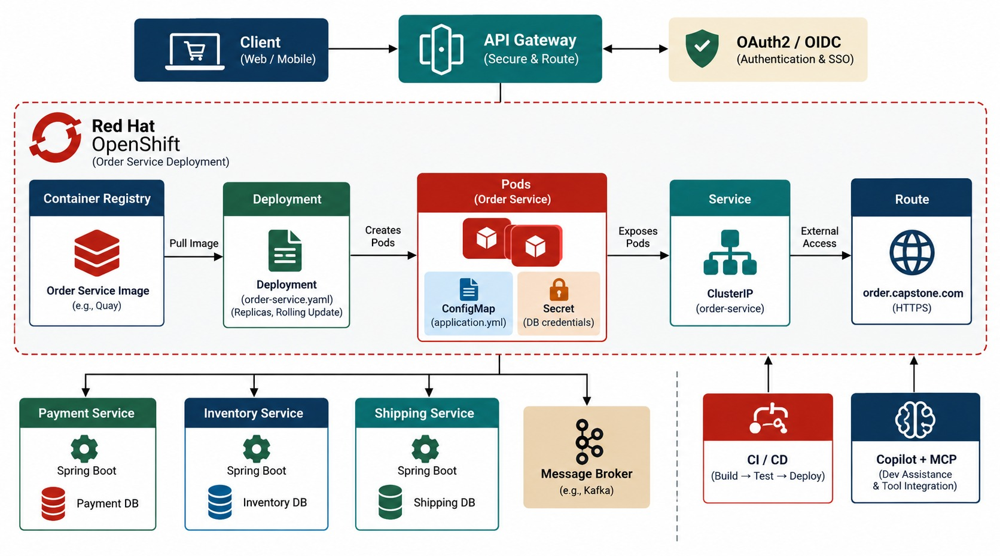 Client
(Web / Mobile)
API Gateway
(Secure & Route)
OAuth2 / OIDC
(Authentication & SSO)
Red Hat
OpenShift
(Order Service Deployment)
Container Registry
Order Service Image
(e.g., Quay)
Pull Image
Deployment
Deployment
(order-service.yaml)
(Replicas, Rolling Update)
Creates
Pods
Pods
(Order Service)
ConfigMap
(application.yml)
Secret
(DB credentials)
Exposes
Pods
Service
ClusterIP
(order-service)
External
Access
Route
order.capstone.com
(HTTPS)
Payment Service
Spring Boot
Payment DB
Inventory Service
Spring Boot
Inventory DB
Shipping Service
Spring Boot
Shipping DB
Message Broker
(e.g., Kafka)
CI / CD
(Build → Test → Deploy)
Copilot + MCP
(Dev Assistance
& Tool Integration)